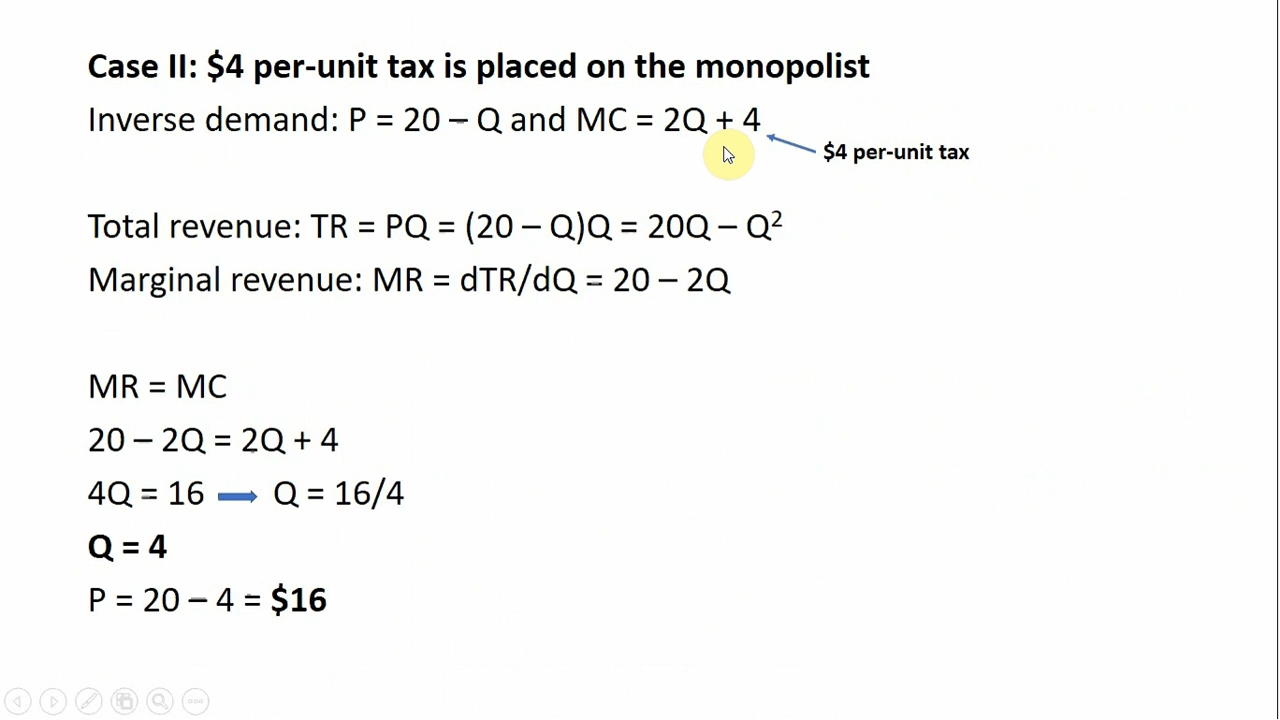 Case II: $4 per-unit tax is placed on the monopolist
Inverse demand: P = 20 – Q and MC = 2Q + 4
$4 per-unit tax
Total revenue: TR = PQ = (20 – Q)Q = 20Q – Q²
Marginal revenue: MR = dTR/dQ = 20 – 2Q
MR = MC
20 – 2Q = 2Q + 4
4Q = 16 Q = 16/4
Q = 4
P = 20 – 4 = $16